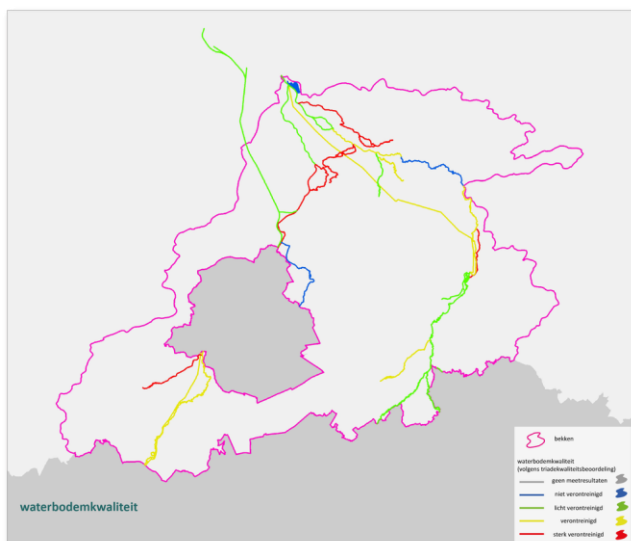 bekken
waterbodemkwaliteit
(volgens triadekwaliteitsbeoordeling)
geen meetresultaten
niet verontreinigd
licht verontreinigd
verontreinigd
sterk verontreinigd
waterbodemkwaliteit